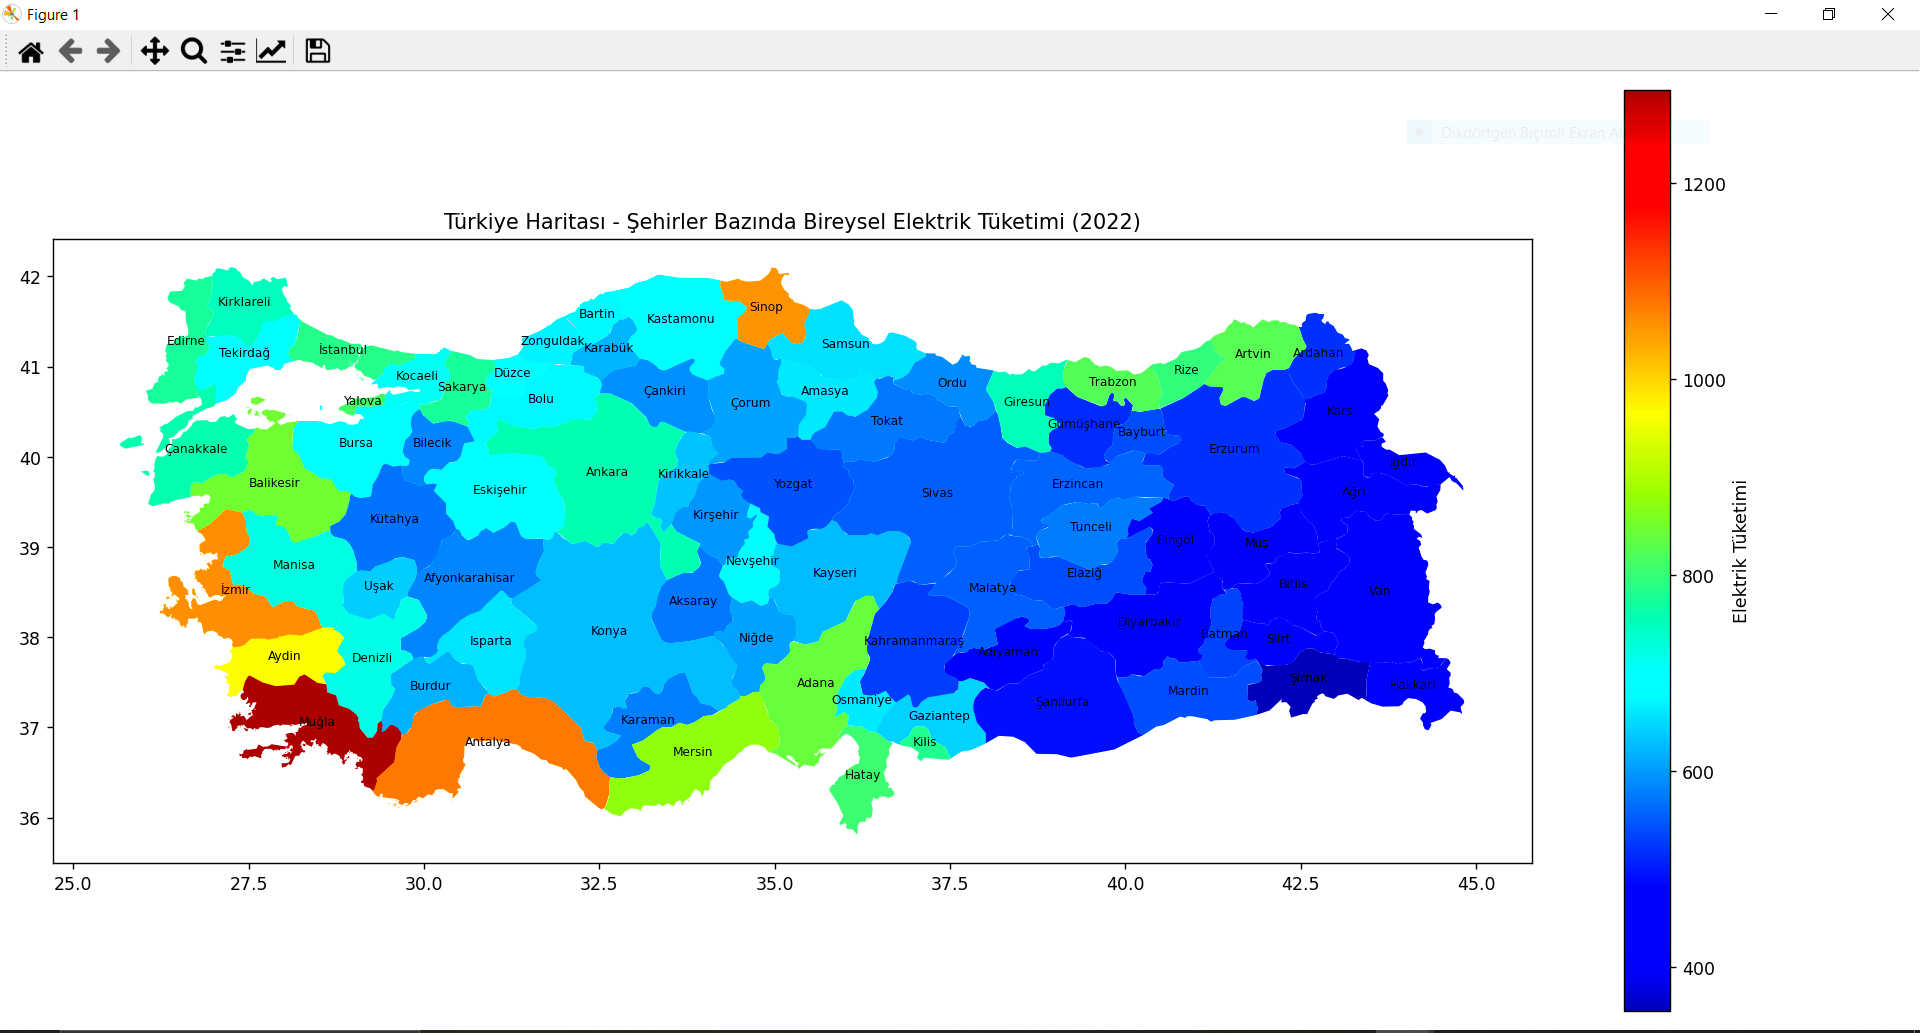 Figure 1
Dikdörtgen Biçimli Ekran Al
Türkiye Haritası - Şehirler Bazında Bireysel Elektrik Tüketimi (2022)
42
41
40
39
38
37
36
25.0
27.5
30.0
32.5
35.0
37.5
40.0
42.5
45.0
Kirklareli
Edirne
Tekirdağ
İstanbul
Kocaeli
Sakarya
Yalova
Düzce
Zonguldak
Bartin
Karabük
Kastamonu
Sinop
Samsun
Bolu
Çankiri
Çorum
Amasya
Ordu
Tokat
Giresun
Trabzon
Rize
Artvin
Ardahan
Kars
Gümüşhane
Bayburt
Erzurum
Çanakkale
Balikesir
Bursa
Bilecik
Eskişehir
Ankara
Kirikkale
Yozgat
Sivas
Erzincan
Tunceli
Ağri
Kütahya
Kirşehir
Manisa
Uşak
Afyonkarahisar
Nevşehir
Kayseri
Malatya
Elaziğ
Bingöl
Muş
Bitlis
Van
İzmir
Aksaray
Konya
Isparta
Niğde
Kahramanmaraş
Adiyaman
Diyarbakir
Batman
Siirt
Şirnak
Hakkari
Aydin
Denizli
Burdur
Adana
Osmaniye
Gaziantep
Şanliurfa
Mardin
Muğla
Antalya
Karaman
Mersin
Kilis
Hatay
1200
1000
800
600
400
Elektrik Tüketimi